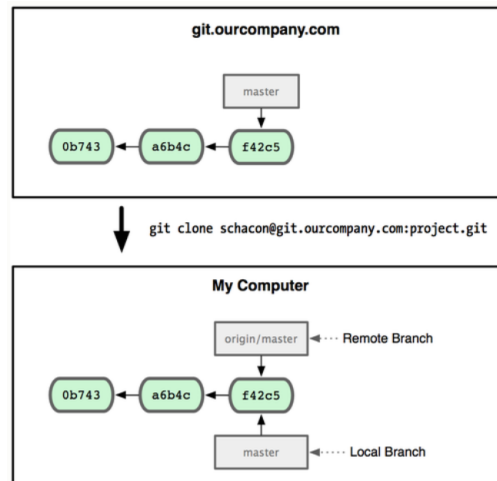 git.ourcompany.com
master
0b743 a6b4c f42c5
git clone schacon@git.ourcompany.com:project.git
My Computer
origin/master Remote Branch
0b743 a6b4c f42c5
master Local Branch